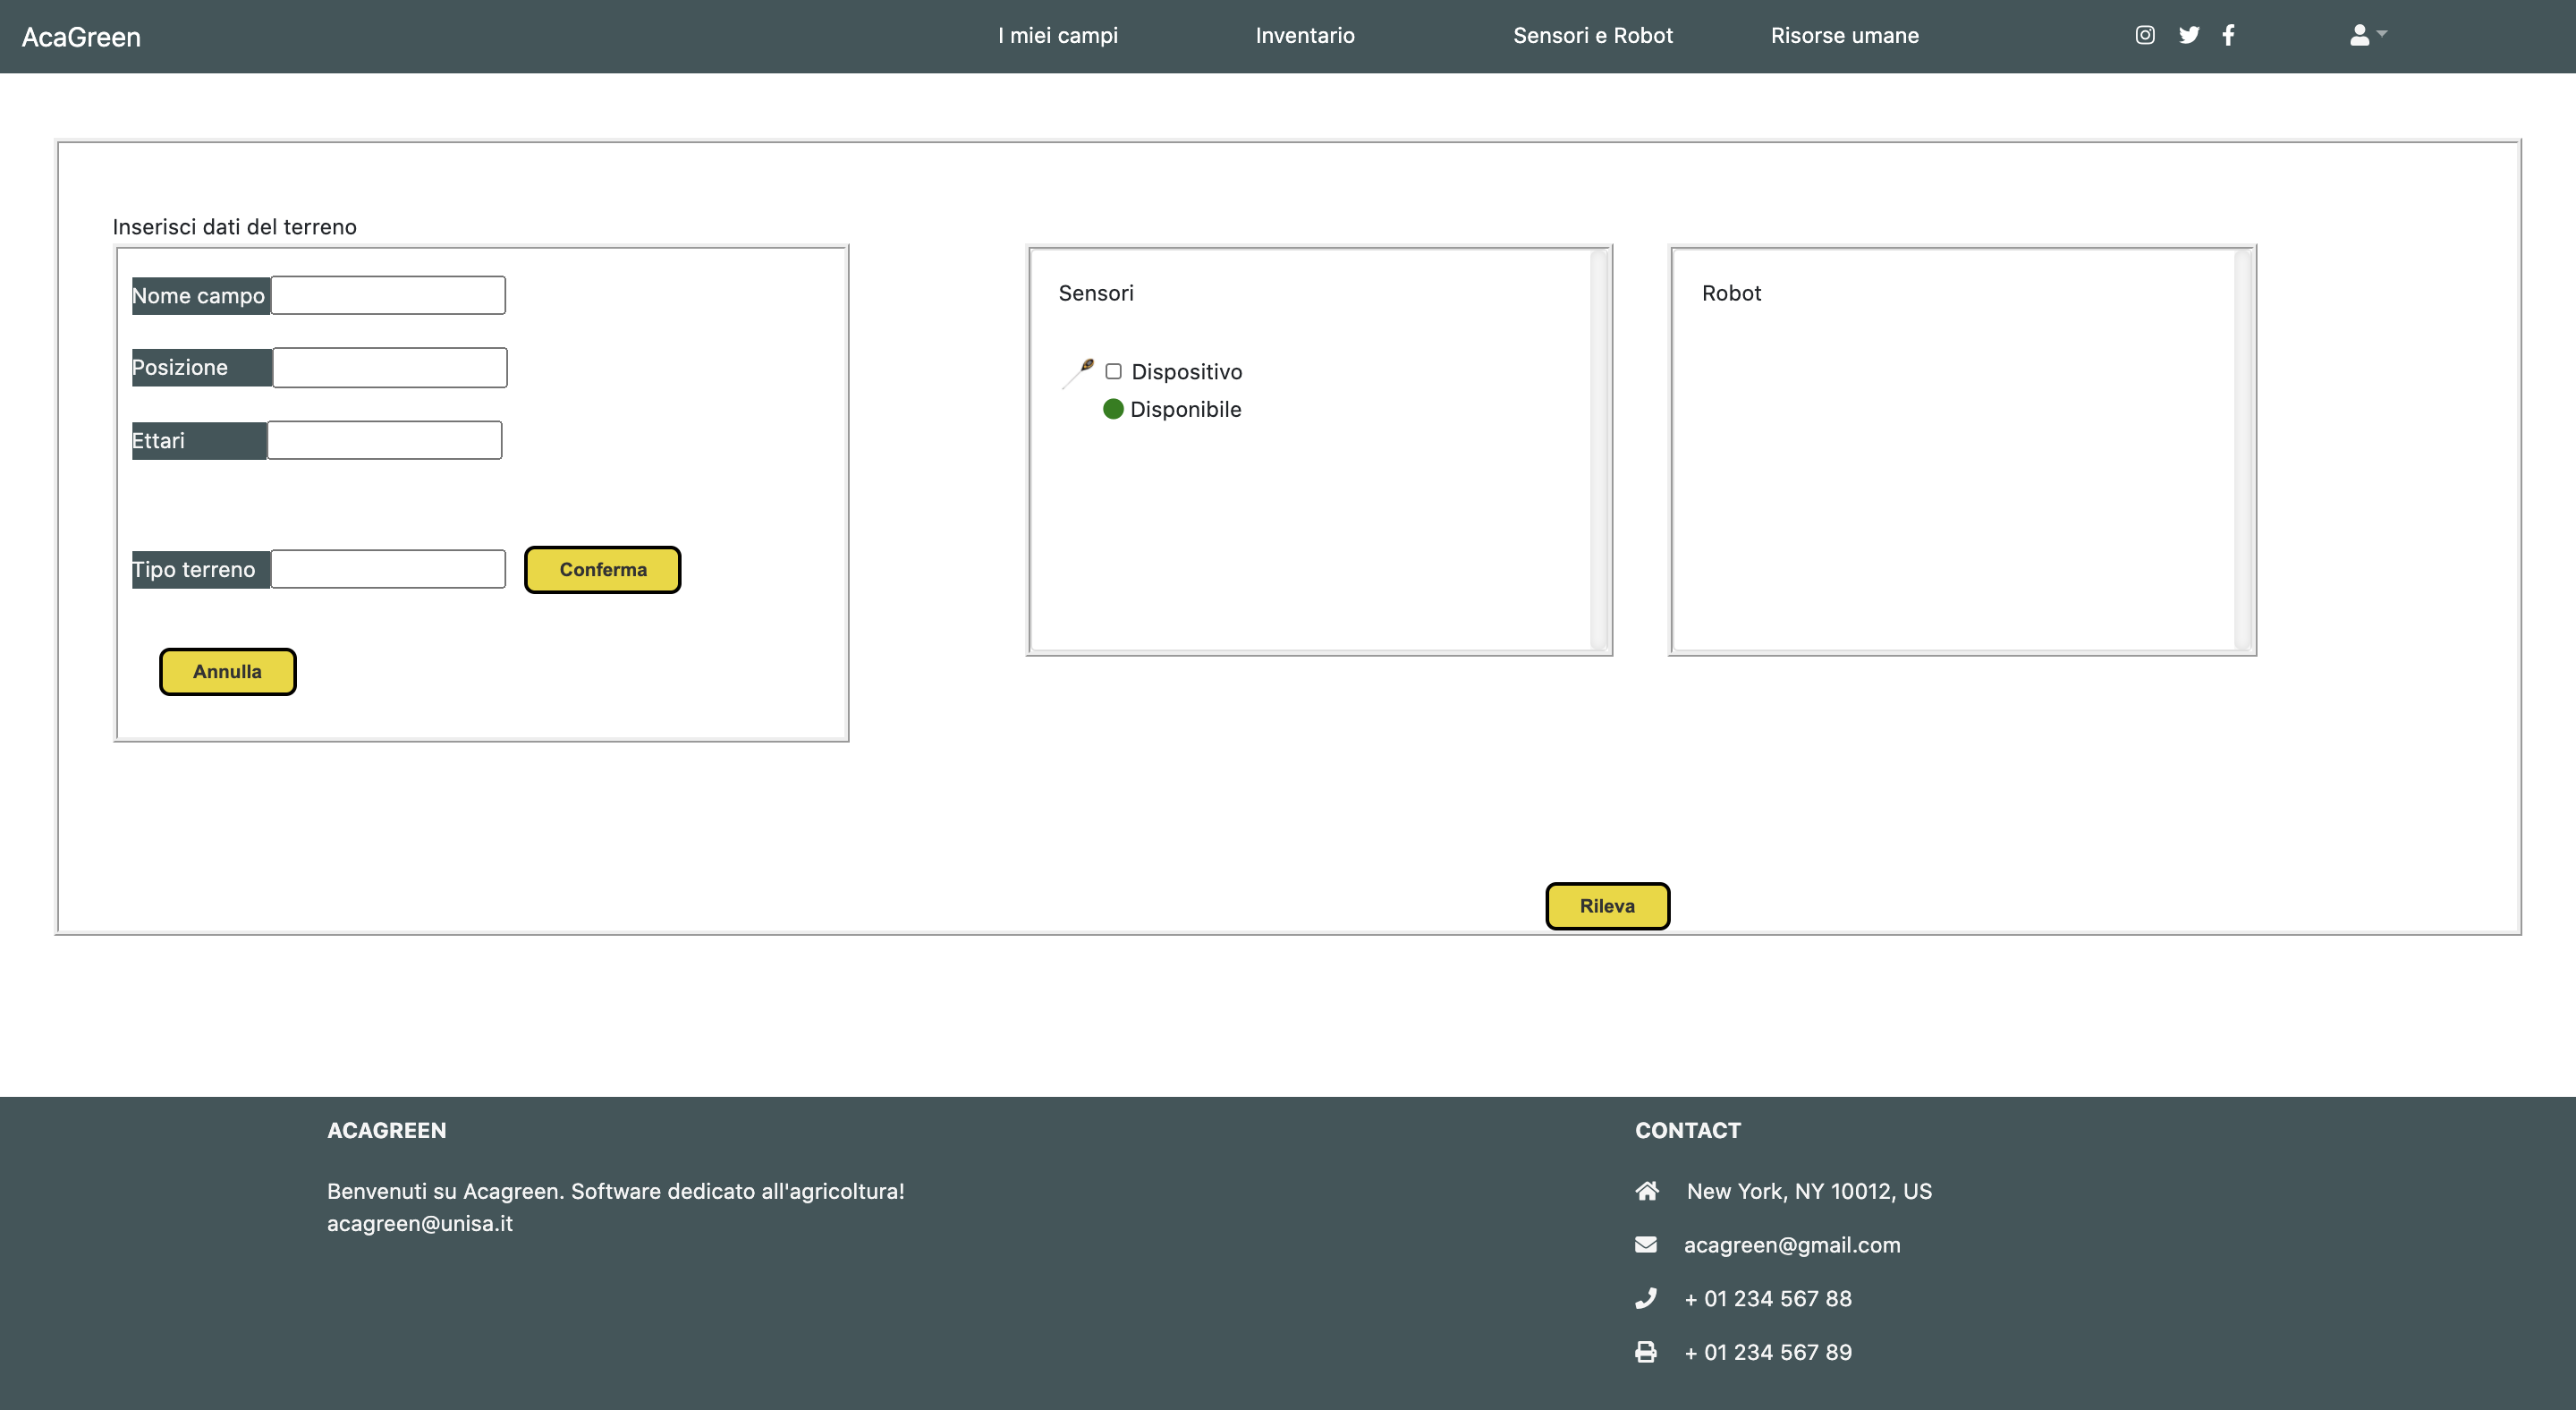 AcaGreen
I miei campi
Inventario
Sensori e Robot
Risorse umane
Inserisci dati del terreno
Nome campo
Posizione
Ettari
Tipo terreno
Conferma
Annulla
Sensori
Dispositivo
Disponibile
Robot
Rileva
ACAGREEN
Benvenuti su Acagreen. Software dedicato all'agricoltura!
acagreen@unisa.it
CONTACT
New York, NY 10012, US
acagreen@gmail.com
+ 01 234 567 88
+ 01 234 567 89